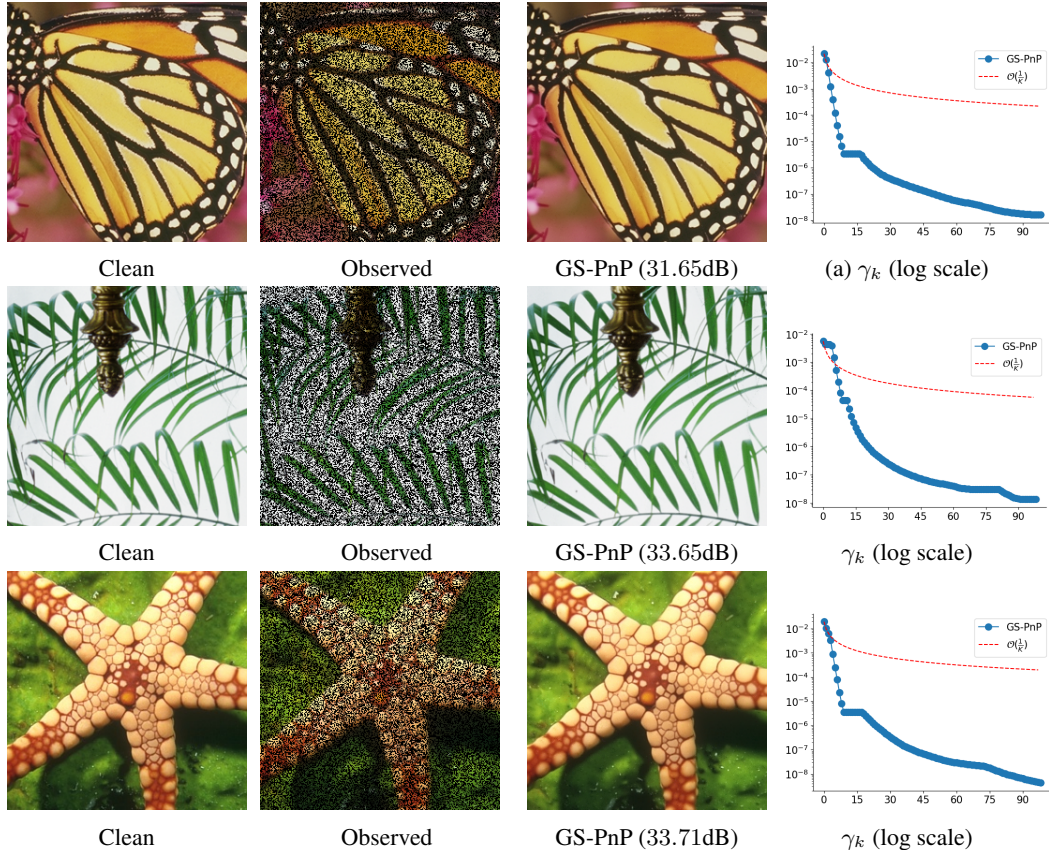 10⁻²
10⁻³
10⁻⁴
10⁻⁵
10⁻⁶
10⁻⁷
10⁻⁸
GS-PnP
𝒪(1/K)
0 15 30 45 60 75 90
Clean Observed GS-PnP (31.65dB) (a) γₖ (log scale)
10⁻²
10⁻³
10⁻⁴
10⁻⁵
10⁻⁶
10⁻⁷
10⁻⁸
GS-PnP
𝒪(1/K)
0 15 30 45 60 75 90
Clean Observed GS-PnP (33.65dB) γₖ (log scale)
10⁻²
10⁻³
10⁻⁴
10⁻⁵
10⁻⁶
10⁻⁷
10⁻⁸
GS-PnP
𝒪(1/K)
0 15 30 45 60 75 90
Clean Observed GS-PnP (33.71dB) γₖ (log scale)